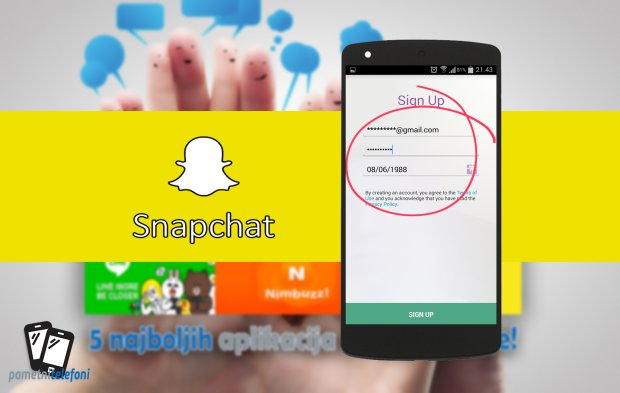 81% 21.43
Sign Up
*********@gmail.com
••••••••••
08/06/1988
By creating an account, you agree to the Terms of
Use and you acknowledge that you have read the
Privacy Policy.
Snapchat
LINE MORE
BE CLOSER
N
Nimbuzz!
SIGN UP
5 najboljih aplikacija e!
pametnitelefoni